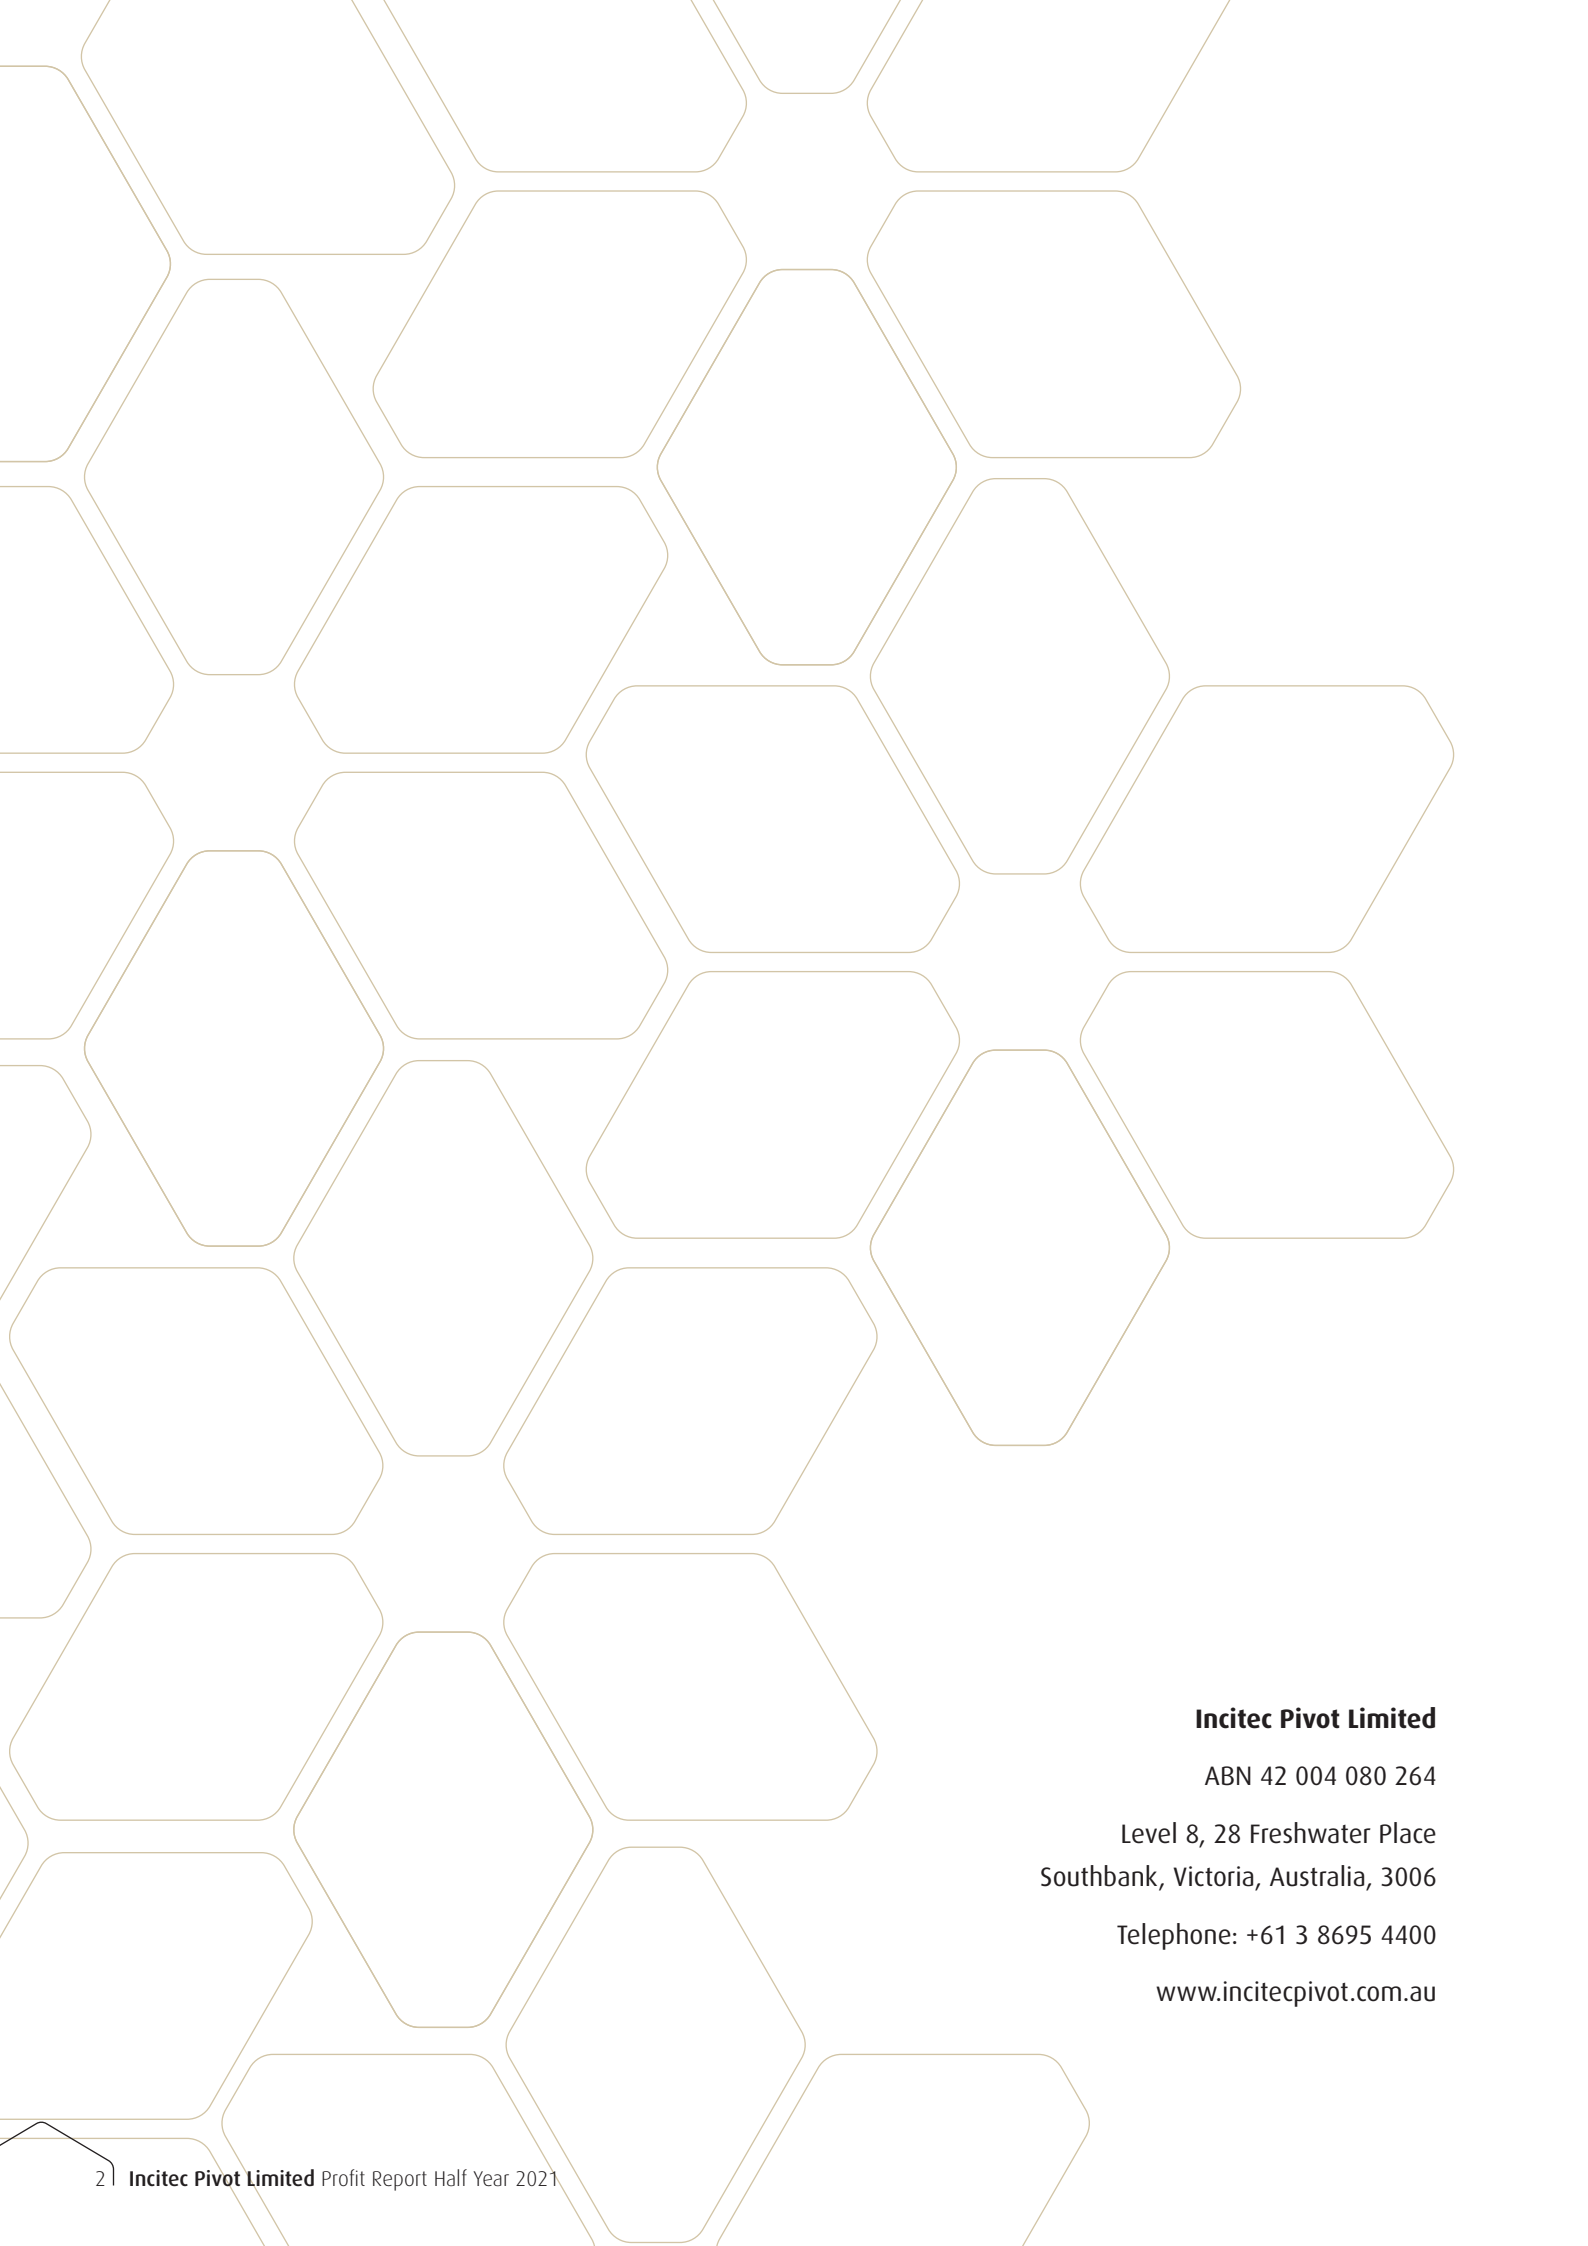 Incitec Pivot Limited
ABN 42 004 080 264
Level 8, 28 Freshwater Place
Southbank, Victoria, Australia, 3006
Telephone: +61 3 8695 4400
www.incitecpivot.com.au
2 Incitec Pivot Limited Profit Report Half Year 2021